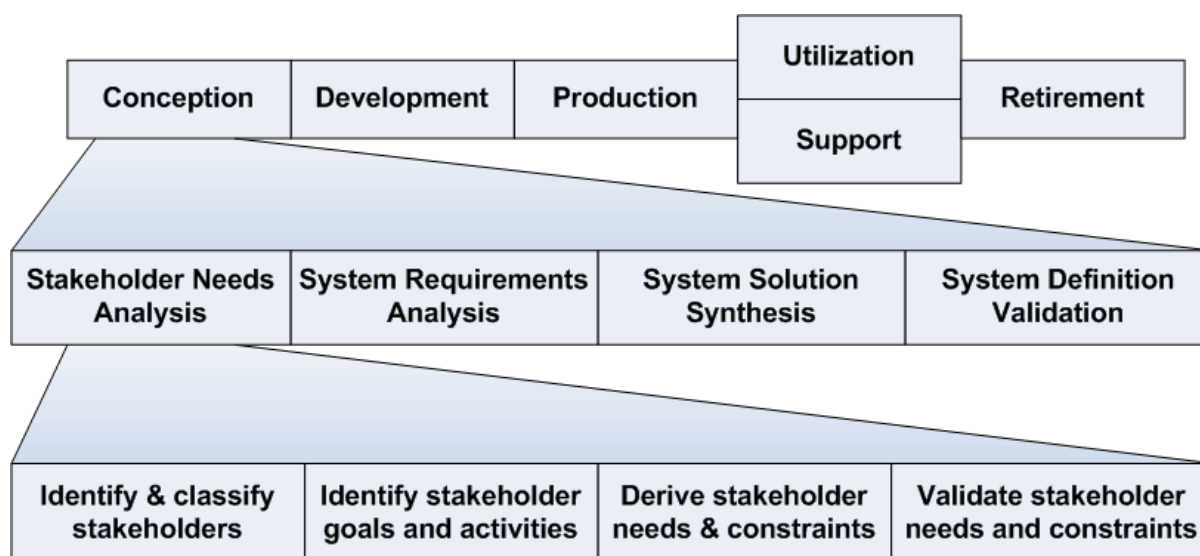 Conception
Development
Production
Utilization
Support
Retirement
Stakeholder Needs
Analysis
System Requirements
Analysis
System Solution
Synthesis
System Definition
Validation
Identify & classify
stakeholders
Identify stakeholder
goals and activities
Derive stakeholder
needs & constraints
Validate stakeholder
needs and constraints